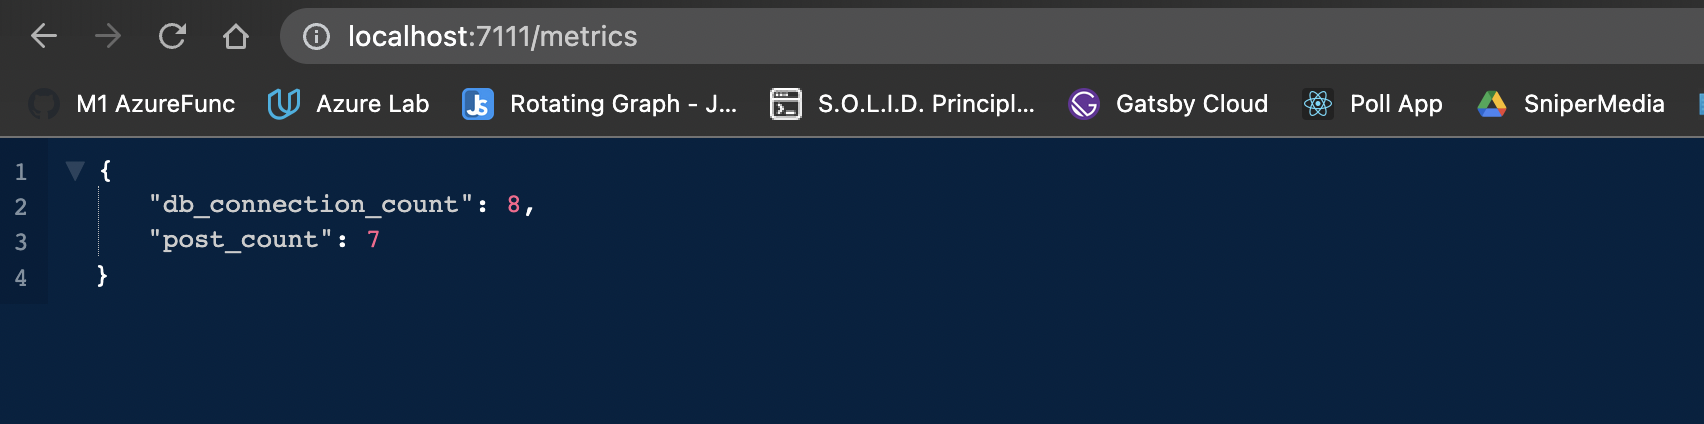 localhost:7111/metrics
M1 AzureFunc Azure Lab JS Rotating Graph - J... S.O.L.I.D. Principl... Gatsby Cloud Poll App SniperMedia
1 {
2 "db_connection_count": 8,
3 "post_count": 7
4 }